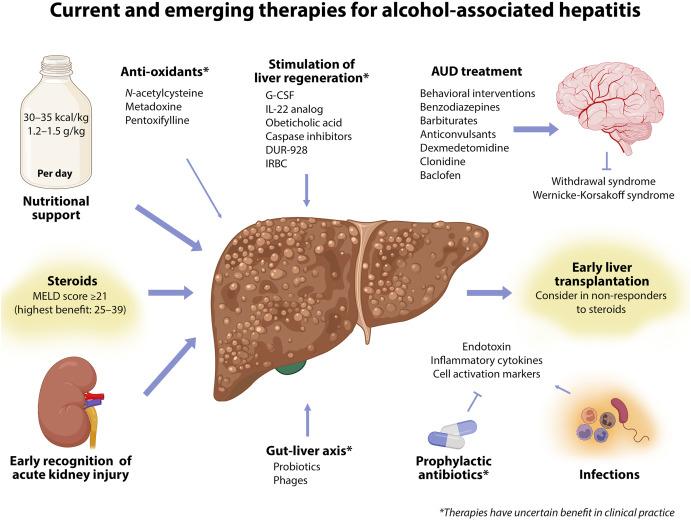 Current and emerging therapies for alcohol-associated hepatitis
30–35 kcal/kg
1.2–1.5 g/kg
Per day
Nutritional
support
Anti-oxidants*
N-acetylcysteine
Metadoxine
Pentoxifylline
Stimulation of
liver regeneration*
G-CSF
IL-22 analog
Obeticholic acid
Caspase inhibitors
DUR-928
IRBC
AUD treatment
Behavioral interventions
Benzodiazepines
Barbiturates
Anticonvulsants
Dexmedetomidine
Clonidine
Baclofen
Withdrawal syndrome
Wernicke-Korsakoff syndrome
Steroids
MELD score ≥21
(highest benefit: 25–39)
Early liver
transplantation
Consider in non-responders
to steroids
Early recognition of
acute kidney injury
Gut-liver axis*
Probiotics
Phages
Endotoxin
Inflammatory cytokines
Cell activation markers
Prophylactic
antibiotics*
Infections
*Therapies have uncertain benefit in clinical practice